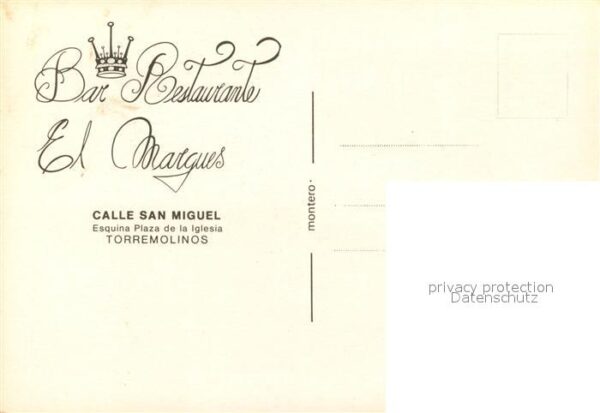 Bar Restaurante
El Marques
CALLE SAN MIGUEL
Esquina Plaza de la Iglesia
TORREMOLINOS
montero.
privacy protection
Datenschutz